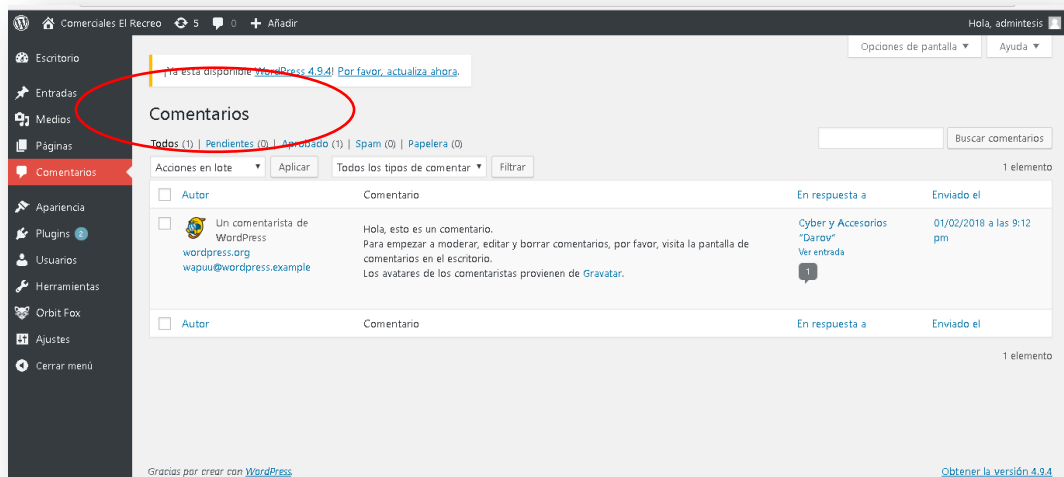 Comerciales El Recreo 5 0 + Añadir Hola, admintesis
Opciones de pantalla ▼ Ayuda ▼
Escritorio
Entradas
Medios
Páginas
Comentarios
Apariencia
Plugins 2
Usuarios
Herramientas
Orbit Fox
Ajustes
Cerrar menú
¡Ya está disponible WordPress 4.9.4! Por favor, actualiza ahora.
Comentarios
Todos (1) | Pendientes (0) | Aprobado (1) | Spam (0) | Papelera (0)
Buscar comentarios
Acciones en lote ▼ Aplicar Todos los tipos de comentar ▼ Filtrar 1 elemento
Autor Comentario En respuesta a Enviado el
Un comentarista de
WordPress
wordpress.org
wapuu@wordpress.example
Hola, esto es un comentario.
Para empezar a moderar, editar y borrar comentarios, por favor, visita la pantalla de
comentarios en el escritorio.
Los avatares de los comentaristas provienen de Gravatar.
Cyber y Accesorios
"Darov"
Ver entrada
1
01/02/2018 a las 9:12
pm
Autor Comentario En respuesta a Enviado el
1 elemento
Gracias por crear con WordPress Obtener la versión 4.9.4